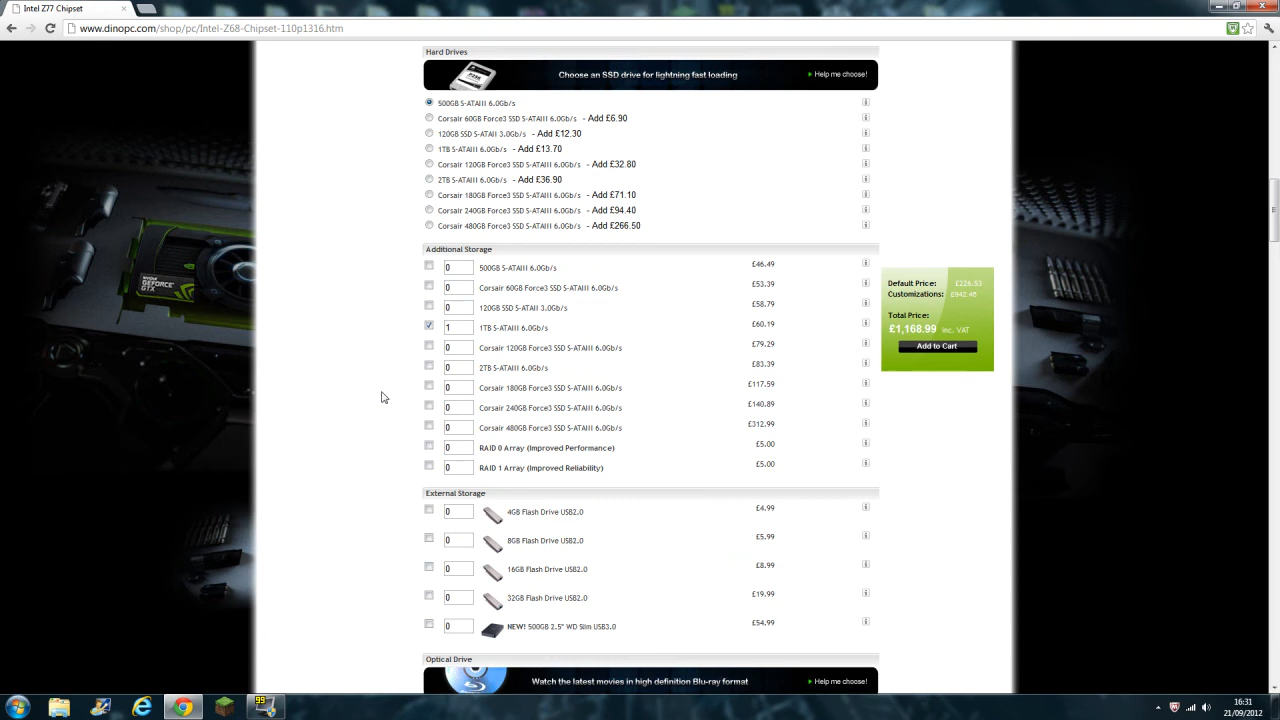 Intel Z77 Chipset
www.dinopc.com/shop/pc/Intel-Z68-Chipset-110p1316.htm
Hard Drives
Choose an SSD drive for lightning fast loading
Help me choose!
500GB S-ATAIII 6.0Gb/s
Corsair 60GB Force3 SSD S-ATAIII 6.0Gb/s - Add £6.90
120GB SSD S-ATAII 3.0Gb/s - Add £12.30
1TB S-ATAIII 6.0Gb/s - Add £13.70
Corsair 120GB Force3 SSD S-ATAIII 6.0Gb/s - Add £32.80
2TB S-ATAIII 6.0Gb/s - Add £36.90
Corsair 180GB Force3 SSD S-ATAIII 6.0Gb/s - Add £71.10
Corsair 240GB Force3 SSD S-ATAIII 6.0Gb/s - Add £94.40
Corsair 480GB Force3 SSD S-ATAIII 6.0Gb/s - Add £266.50
Additional Storage
0 500GB S-ATAIII 6.0Gb/s £46.49
0 Corsair 60GB Force3 SSD S-ATAIII 6.0Gb/s £53.39
0 120GB SSD S-ATAII 3.0Gb/s £58.79
1 1TB S-ATAIII 6.0Gb/s £60.19
0 Corsair 120GB Force3 SSD S-ATAIII 6.0Gb/s £79.29
0 2TB S-ATAIII 6.0Gb/s £83.39
0 Corsair 180GB Force3 SSD S-ATAIII 6.0Gb/s £117.59
0 Corsair 240GB Force3 SSD S-ATAIII 6.0Gb/s £140.89
0 Corsair 480GB Force3 SSD S-ATAIII 6.0Gb/s £312.99
0 RAID 0 Array (Improved Performance) £5.00
0 RAID 1 Array (Improved Reliability) £5.00
Default Price: £226.53
Customizations: £942.46
Total Price:
£1,168.99 inc. VAT
Add to Cart
NVIDIA
GEFORCE
GTX
External Storage
0 4GB Flash Drive USB2.0 £4.99
0 8GB Flash Drive USB2.0 £5.99
0 16GB Flash Drive USB2.0 £8.99
0 32GB Flash Drive USB2.0 £19.99
0 NEW! 500GB 2.5" WD Slim USB3.0 £54.99
Optical Drive
Watch the latest movies in high definition Blu-ray format
Help me choose!
99
16:31
21/09/2012